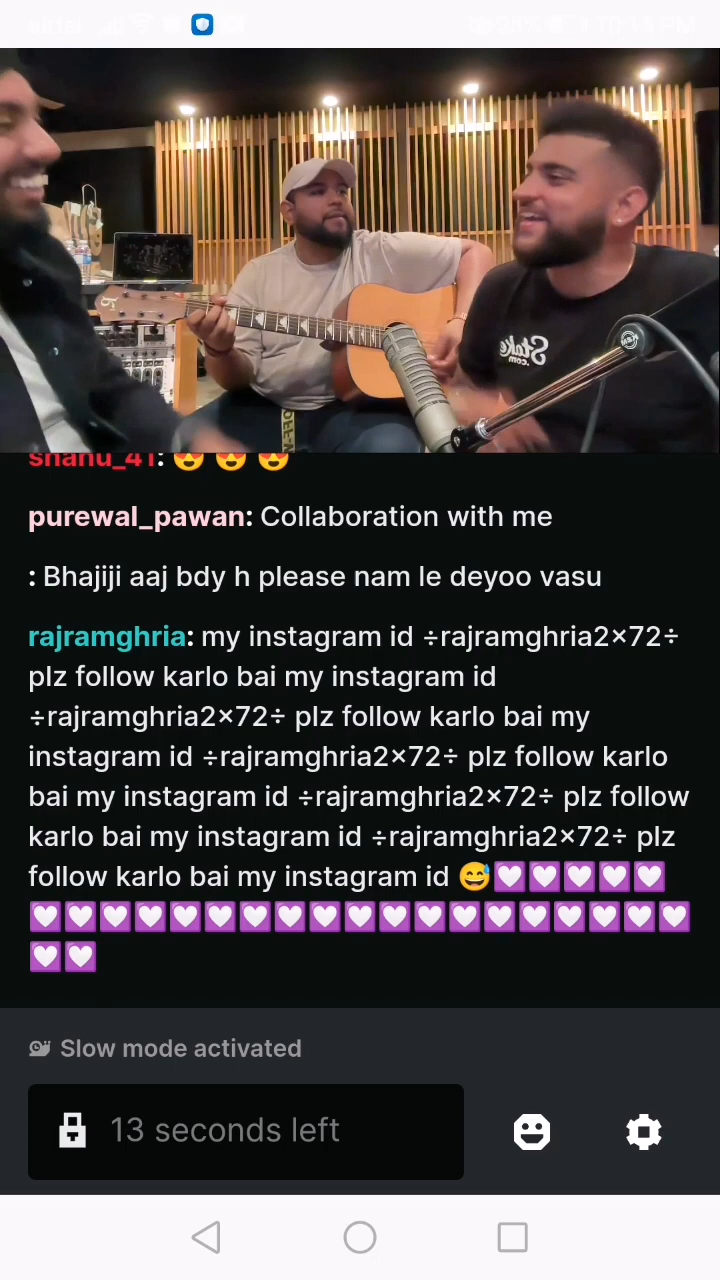 shanu_41: 😍 😍 😍
purewal_pawan: Collaboration with me
: Bhajiji aaj bdy h please nam le deyoo vasu
rajramghria: my instagram id ÷rajramghria2×72÷
plz follow karlo bai my instagram id
÷rajramghria2×72÷ plz follow karlo bai my
instagram id ÷rajramghria2×72÷ plz follow karlo
bai my instagram id ÷rajramghria2×72÷ plz follow
karlo bai my instagram id ÷rajramghria2×72÷ plz
follow karlo bai my instagram id 😅💟💟💟💟💟
💟💟💟💟💟💟💟💟💟💟💟💟💟💟💟💟💟💟💟
💟💟
Slow mode activated
13 seconds left
Stake
.com